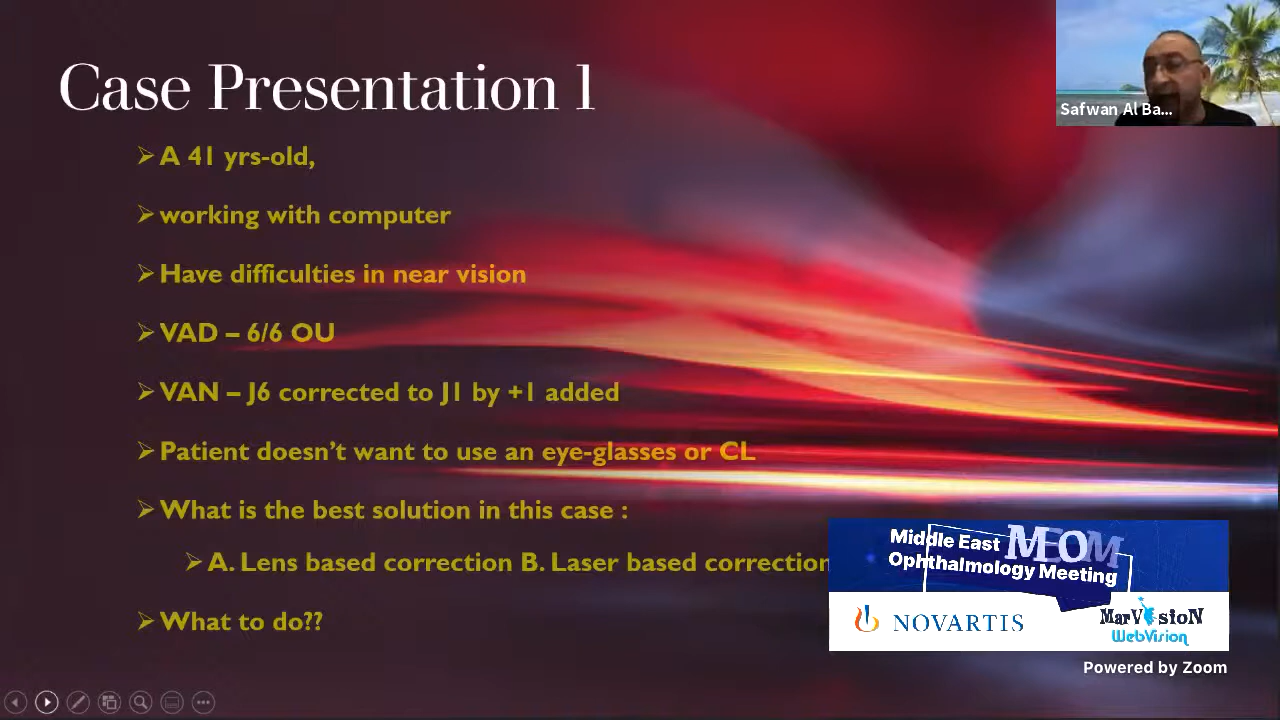 Case Presentation 1
Safwan Al Ba...
A 41 yrs-old,
working with computer
Have difficulties in near vision
VAD – 6/6 OU
VAN – J6 corrected to J1 by +1 added
Patient doesn't want to use an eye-glasses or CL
What is the best solution in this case :
A. Lens based correction B. Laser based correction
What to do??
Middle East MEOM
Ophthalmology Meeting
NOVARTIS
MarVision
WebVision
Powered by Zoom